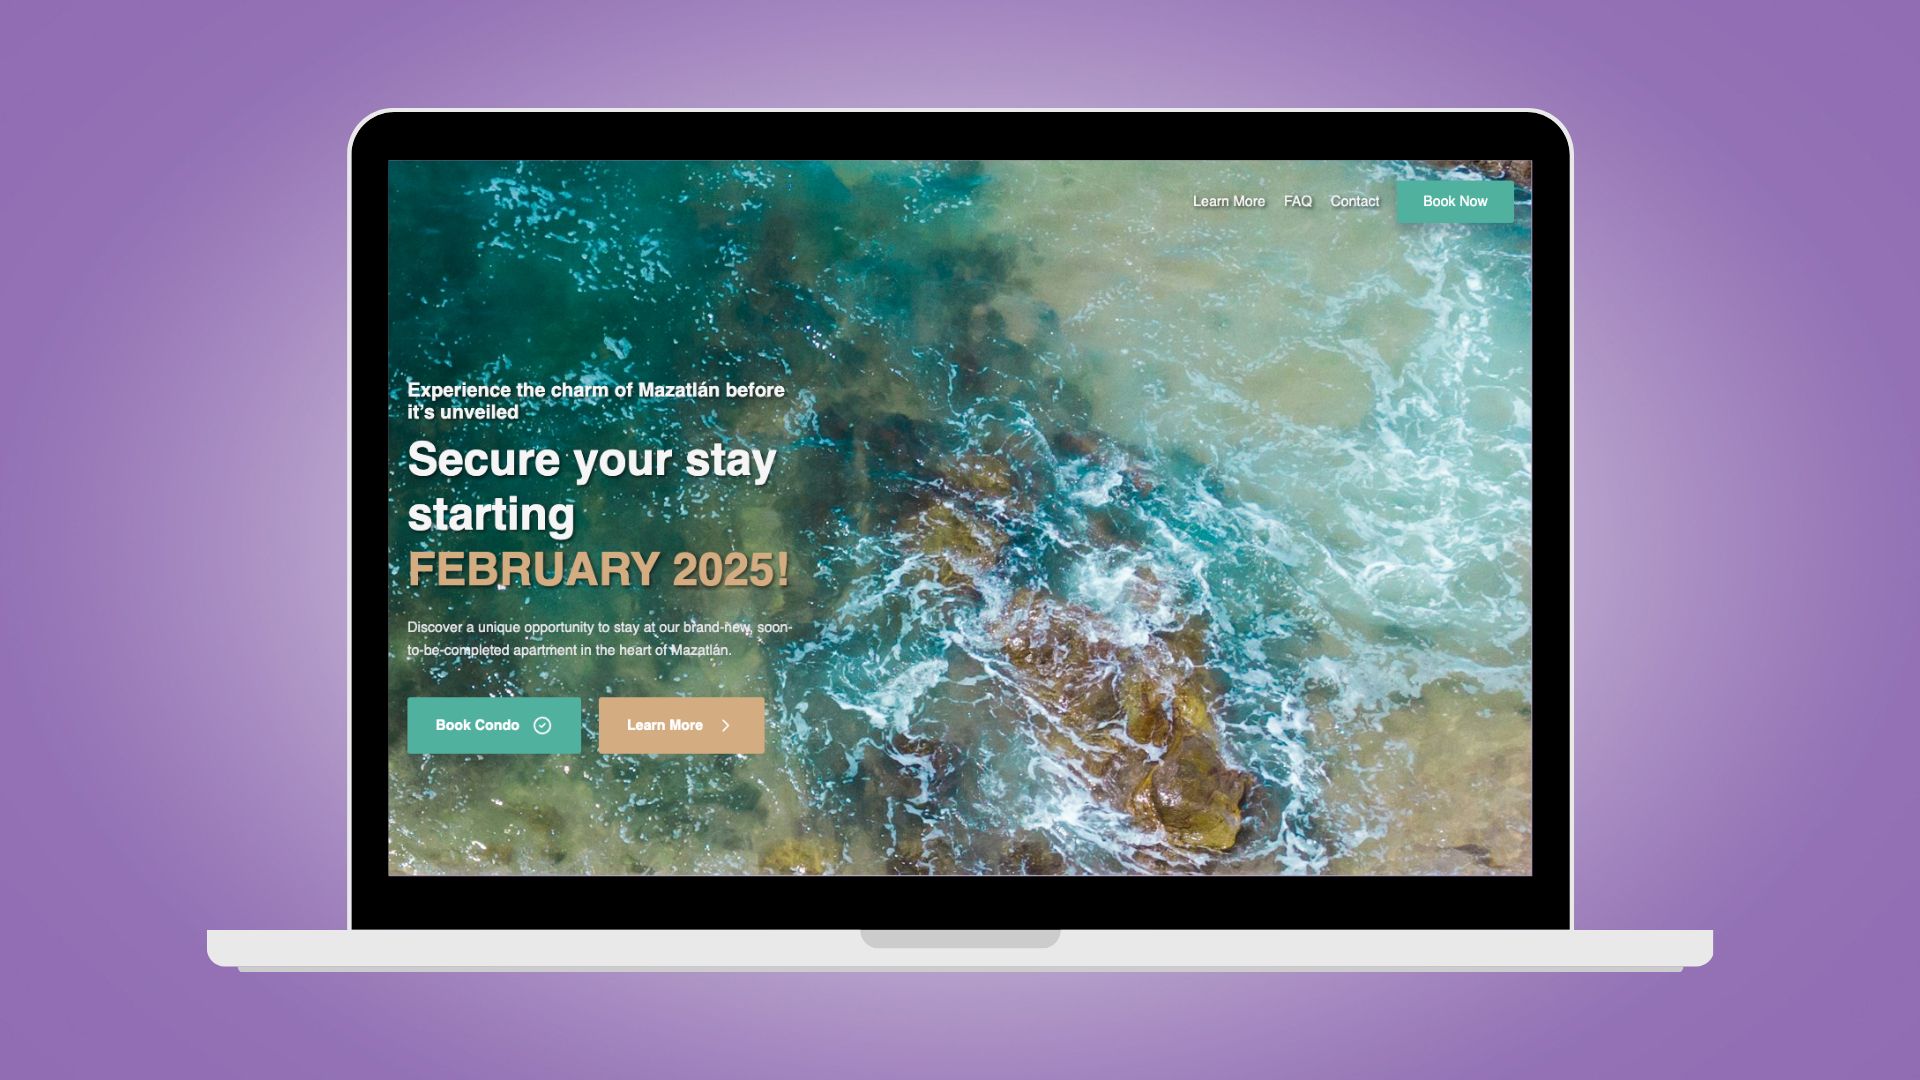 Learn More FAQ Contact Book Now
Experience the charm of Mazatlán before
it's unveiled
Secure your stay
starting
FEBRUARY 2025!
Discover a unique opportunity to stay at our brand-new, soon-
to-be-completed apartment in the heart of Mazatlán.
Book Condo Learn More